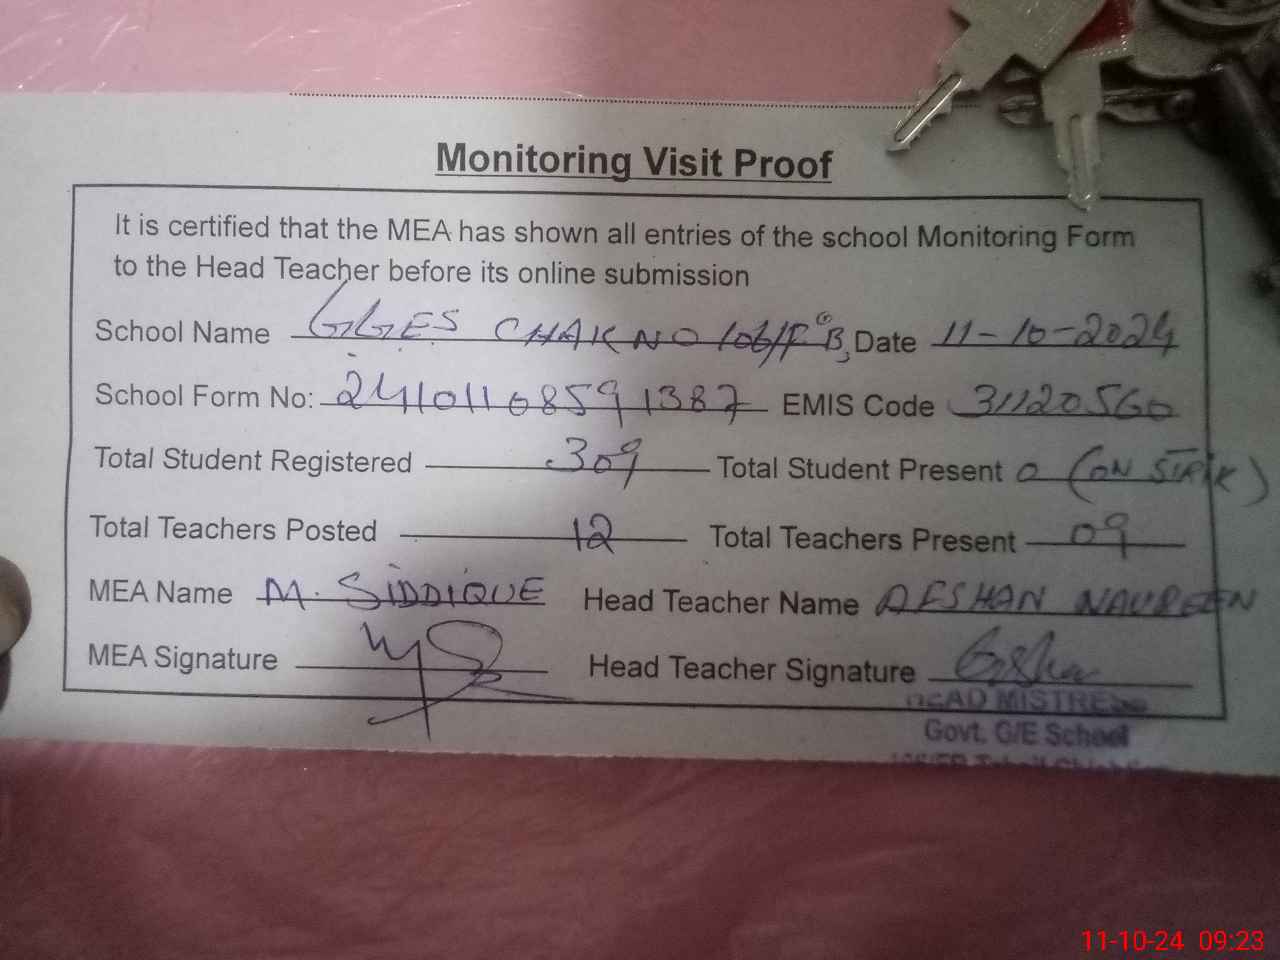 Monitoring Visit Proof
It is certified that the MEA has shown all entries of the school Monitoring Form
to the Head Teacher before its online submission
School Name GGES CHAK NO 106/F B, Date 11-10-2024
School Form No: 241101108591387 EMIS Code 31120560
Total Student Registered 309 Total Student Present 0 (ON STRIK)
Total Teachers Posted 12 Total Teachers Present 09
MEA Name M. SIDDIQUE Head Teacher Name AFSHAN NAUREEN
MEA Signature Head Teacher Signature
HEAD MISTRESS
Govt. G/E School
11-10-24 09:23